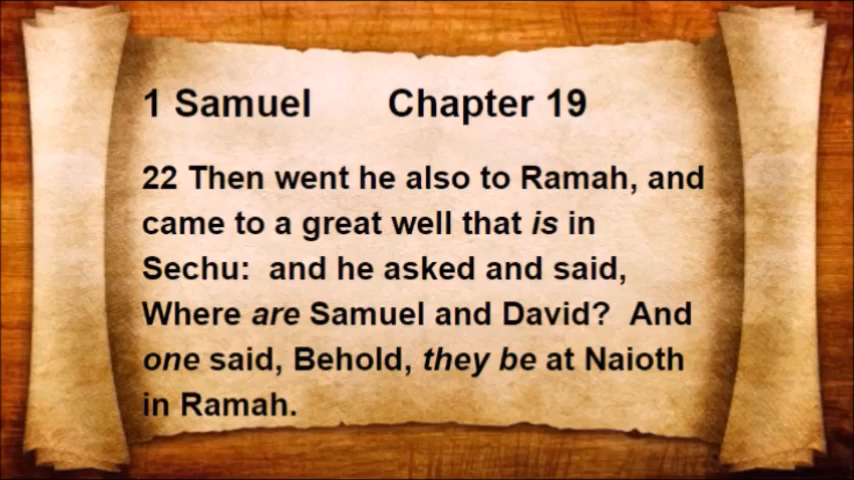 1 Samuel Chapter 19
22 Then went he also to Ramah, and
came to a great well that is in
Sechu: and he asked and said,
Where are Samuel and David? And
one said, Behold, they be at Naioth
in Ramah.